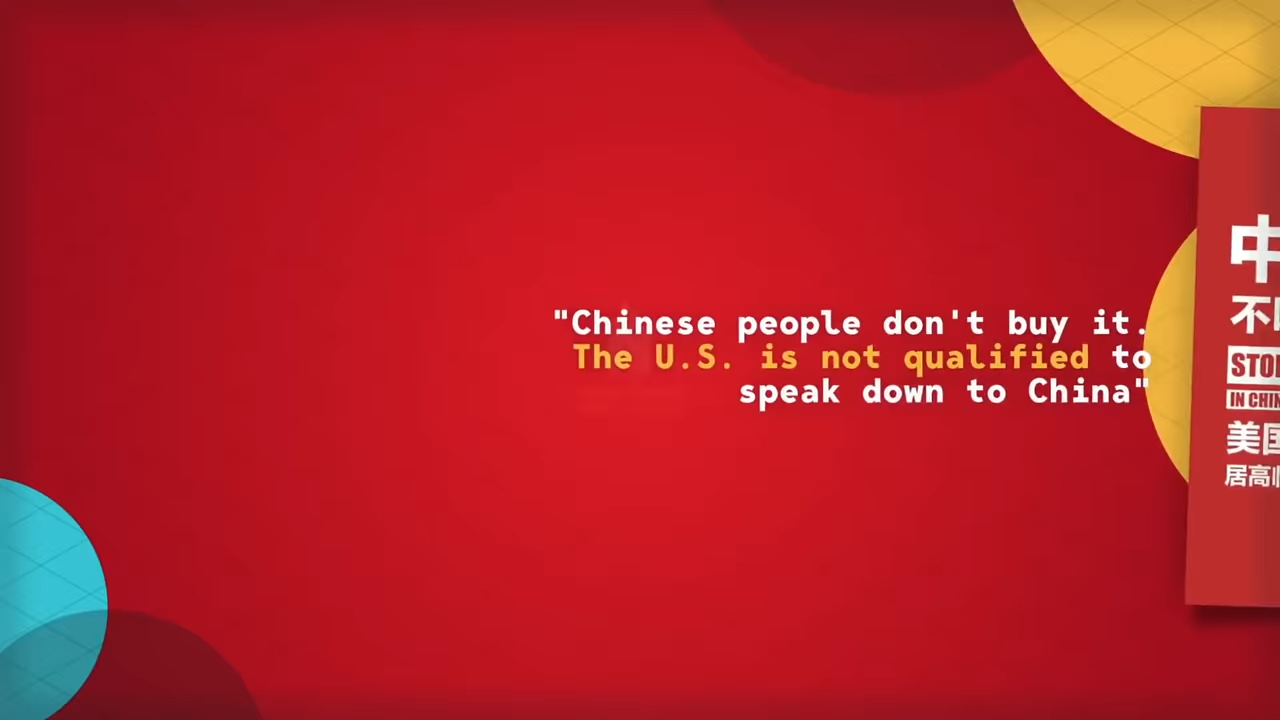 "Chinese people don't buy it.
The U.S. is not qualified to
speak down to China"
中
不
STO
IN CHIN
美国
居高